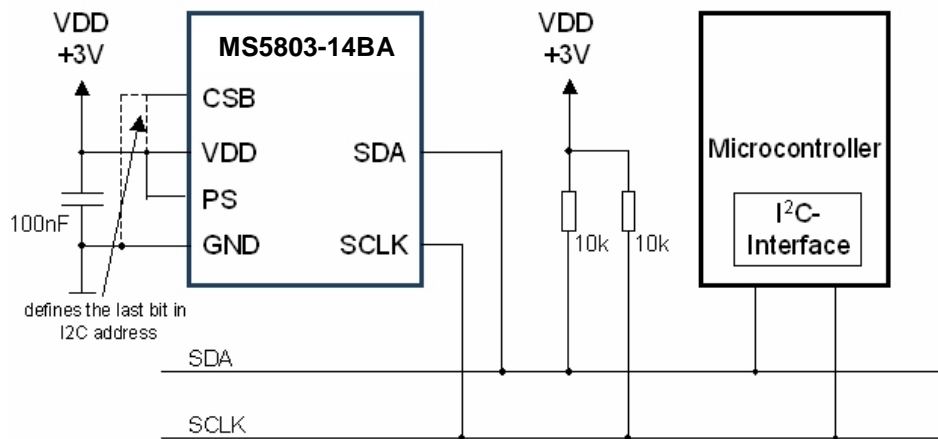 VDD
+3V
MS5803-14BA
CSB
VDD
PS
GND
SDA
SCLK
100nF
defines the last bit in
I2C address
VDD
+3V
10k
10k
Microcontroller
I²C-
Interface
SDA
SCLK